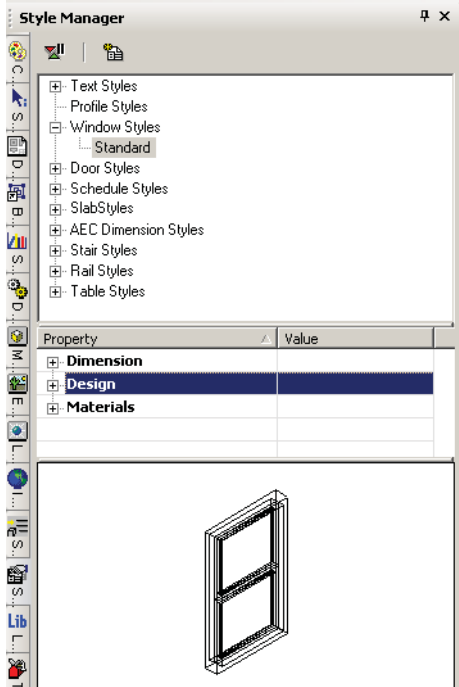 Style Manager
C...
S...
D...
B...
S...
D...
M...
E...
L...
I...
S...
S...
Lib
L...
Text Styles
Profile Styles
Window Styles
Standard
Door Styles
Schedule Styles
SlabStyles
AEC Dimension Styles
Stair Styles
Rail Styles
Table Styles
Property
Value
Dimension
Design
Materials